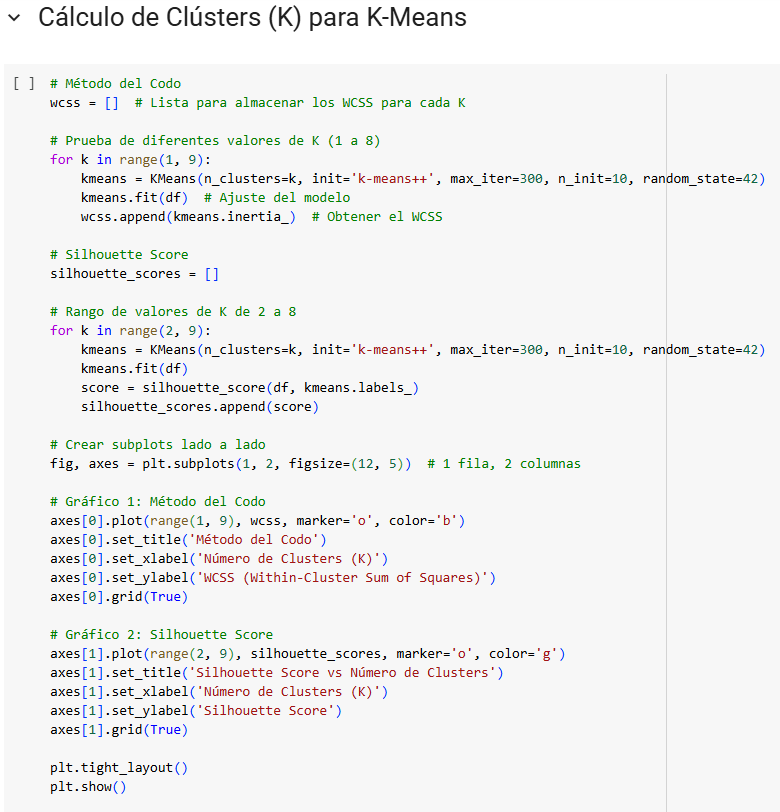 Cálculo de Clústers (K) para K-Means
[ ] # Método del Codo
wcss = []  # Lista para almacenar los WCSS para cada K
# Prueba de diferentes valores de K (1 a 8)
for k in range(1, 9):
    kmeans = KMeans(n_clusters=k, init='k-means++', max_iter=300, n_init=10, random_state=42)
    kmeans.fit(df)  # Ajuste del modelo
    wcss.append(kmeans.inertia_)  # Obtener el WCSS
# Silhouette Score
silhouette_scores = []
# Rango de valores de K de 2 a 8
for k in range(2, 9):
    kmeans = KMeans(n_clusters=k, init='k-means++', max_iter=300, n_init=10, random_state=42)
    kmeans.fit(df)
    score = silhouette_score(df, kmeans.labels_)
    silhouette_scores.append(score)
# Crear subplots lado a lado
fig, axes = plt.subplots(1, 2, figsize=(12, 5))  # 1 fila, 2 columnas
# Gráfico 1: Método del Codo
axes[0].plot(range(1, 9), wcss, marker='o', color='b')
axes[0].set_title('Método del Codo')
axes[0].set_xlabel('Número de Clusters (K)')
axes[0].set_ylabel('WCSS (Within-Cluster Sum of Squares)')
axes[0].grid(True)
# Gráfico 2: Silhouette Score
axes[1].plot(range(2, 9), silhouette_scores, marker='o', color='g')
axes[1].set_title('Silhouette Score vs Número de Clusters')
axes[1].set_xlabel('Número de Clusters (K)')
axes[1].set_ylabel('Silhouette Score')
axes[1].grid(True)
plt.tight_layout()
plt.show()